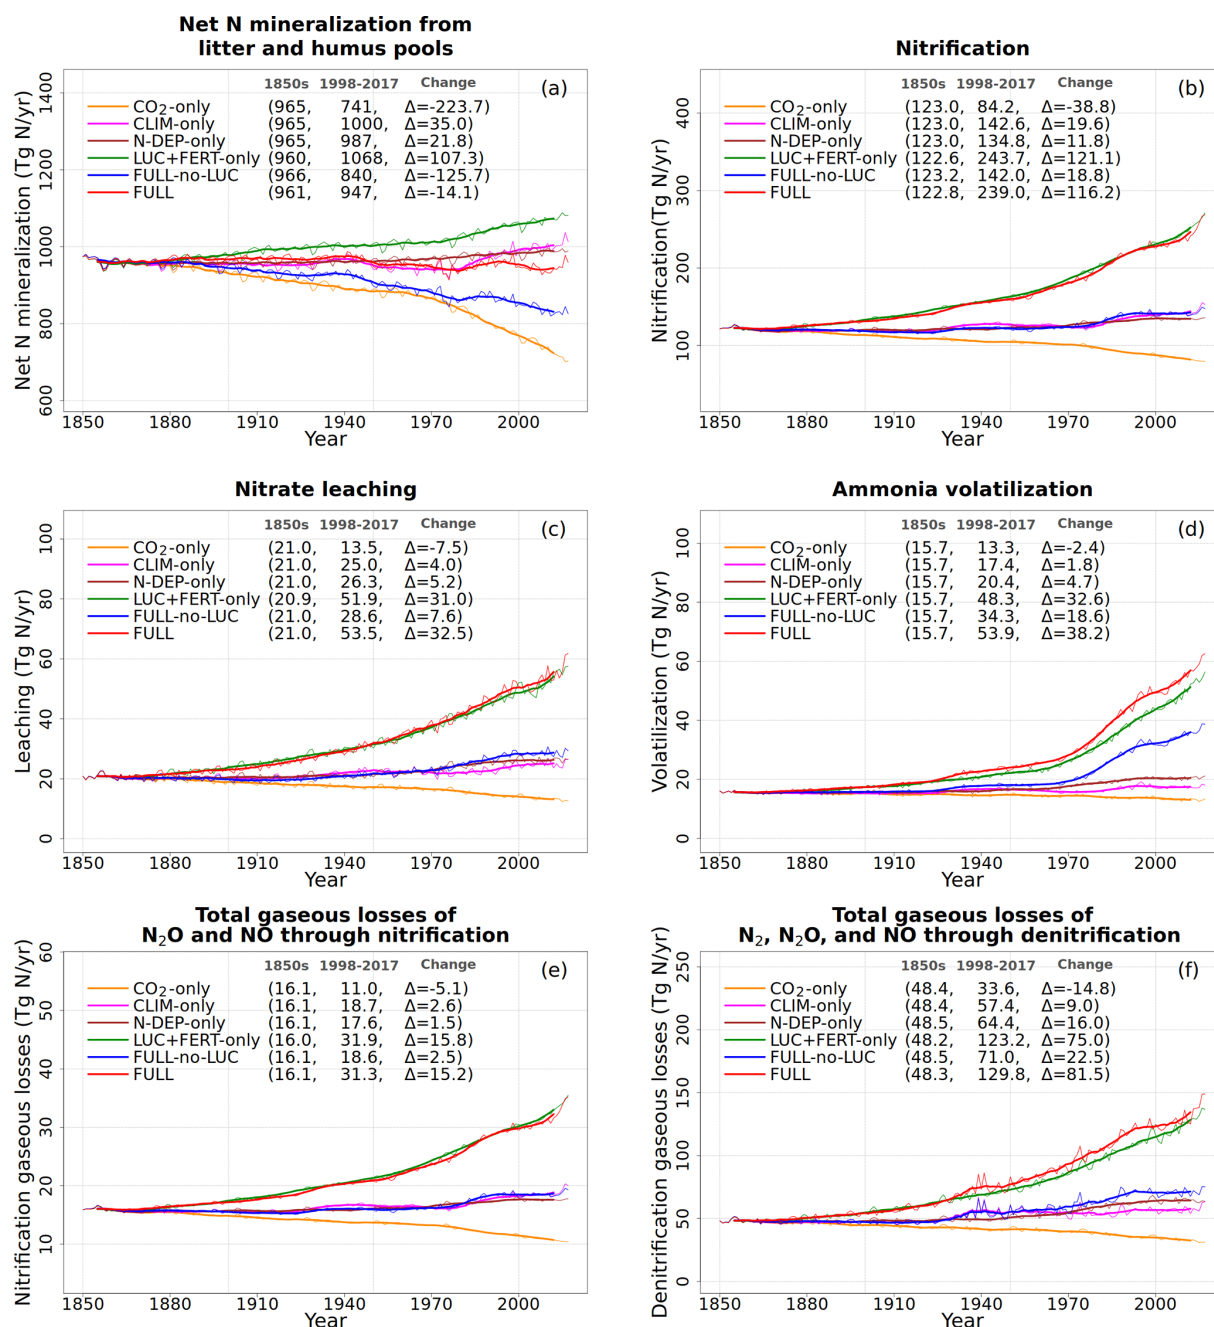 Net N mineralization from
litter and humus pools
1850s 1998-2017 Change
(a)
CO₂-only (965, 741, Δ=-223.7)
CLIM-only (965 1000, Δ=35.0)
N-DEP-only (965, 987, Δ=21.8)
LUC+FERT-only (960, 1068, Δ=107.3)
FULL-no-LUC (966, 840, Δ=-125.7)
FULL (961, 947, Δ=-14.1)
Net N mineralization (Tg N/yr)
1400
1200
1000
800
600
1850 1880 1910 1940 1970 2000
Year
Nitrification
1850s 1998-2017 Change
(b)
CO₂-only (123.0, 84.2, Δ=-38.8)
CLIM-only (123.0, 142.6, Δ=19.6)
N-DEP-only (123.0, 134.8, Δ=11.8)
LUC+FERT-only (122.6, 243.7, Δ=121.1)
FULL-no-LUC (123.2, 142.0, Δ=18.8)
FULL (122.8, 239.0, Δ=116.2)
Nitrification(Tg N/yr)
400
300
200
100
1850 1880 1910 1940 1970 2000
Year
Nitrate leaching
1850s 1998-2017 Change
(c)
CO₂-only (21.0, 13.5, Δ=-7.5)
CLIM-only (21.0, 25.0, Δ=4.0)
N-DEP-only (21.0, 26.3, Δ=5.2)
LUC+FERT-only (20.9, 51.9, Δ=31.0)
FULL-no-LUC (21.0, 28.6, Δ=7.6)
FULL (21.0, 53.5, Δ=32.5)
Leaching (Tg N/yr)
100
80
60
40
20
0
1850 1880 1910 1940 1970 2000
Year
Ammonia volatilization
1850s 1998-2017 Change
(d)
CO₂-only (15.7, 13.3, Δ=-2.4)
CLIM-only (15.7, 17.4, Δ=1.8)
N-DEP-only (15.7, 20.4, Δ=4.7)
LUC+FERT-only (15.7, 48.3, Δ=32.6)
FULL-no-LUC (15.7, 34.3, Δ=18.6)
FULL (15.7, 53.9, Δ=38.2)
Volatilization (Tg N/yr)
100
80
60
40
20
0
1850 1880 1910 1940 1970 2000
Year
Total gaseous losses of
N₂O and NO through nitrification
1850s 1998-2017 Change
(e)
CO₂-only (16.1, 11.0, Δ=-5.1)
CLIM-only (16.1, 18.7, Δ=2.6)
N-DEP-only (16.1, 17.6, Δ=1.5)
LUC+FERT-only (16.0, 31.9, Δ=15.8)
FULL-no-LUC (16.1, 18.6, Δ=2.5)
FULL (16.1, 31.3, Δ=15.2)
Nitrification gaseous losses (Tg N/yr)
60
50
40
30
20
10
1850 1880 1910 1940 1970 2000
Year
Total gaseous losses of
N₂, N₂O, and NO through denitrification
1850s 1998-2017 Change
(f)
CO₂-only (48.4, 33.6, Δ=-14.8)
CLIM-only (48.4, 57.4, Δ=9.0)
N-DEP-only (48.5, 64.4, Δ=16.0)
LUC+FERT-only (48.2, 123.2, Δ=75.0)
FULL-no-LUC (48.5, 71.0, Δ=22.5)
FULL (48.3, 129.8, Δ=81.5)
Denitrification gaseous losses (Tg N/yr)
250
200
150
100
50
0
1850 1880 1910 1940 1970 2000
Year